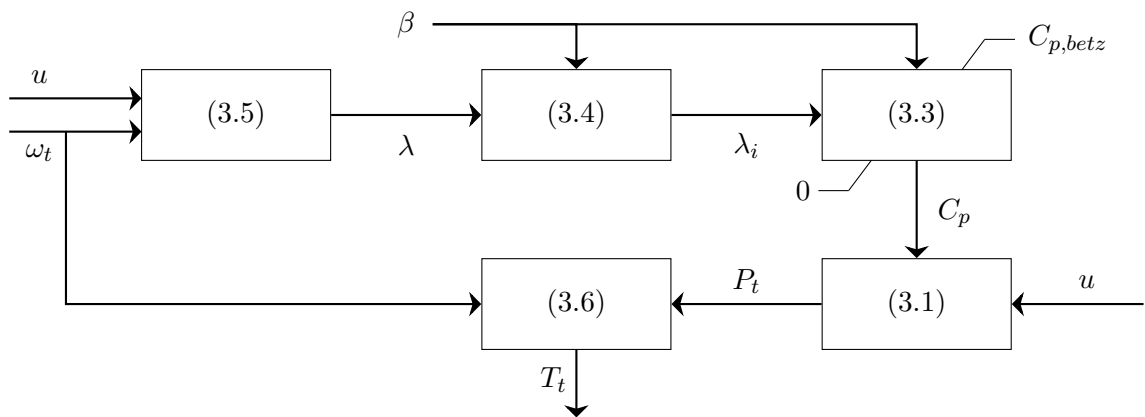 β
C_{p,betz}
u
(3.5)
(3.4)
(3.3)
ω_t
λ
λ_i
0
C_p
(3.6)
P_t
(3.1)
u
T_t